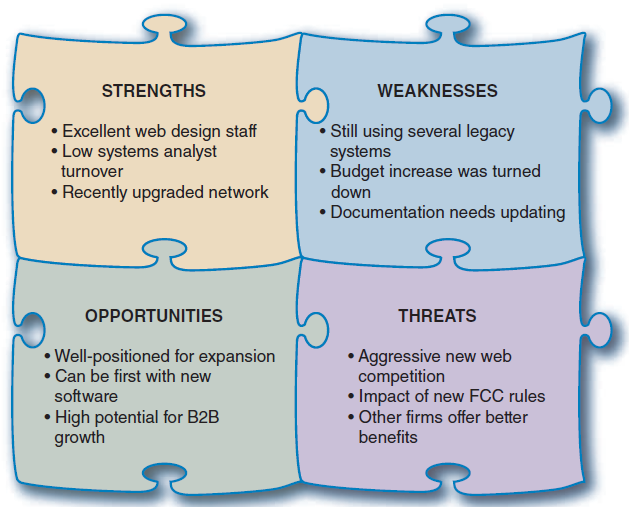 STRENGTHS
• Excellent web design staff
• Low systems analyst
turnover
• Recently upgraded network
WEAKNESSES
• Still using several legacy
systems
• Budget increase was turned
down
• Documentation needs updating
OPPORTUNITIES
• Well-positioned for expansion
• Can be first with new
software
• High potential for B2B
growth
THREATS
• Aggressive new web
competition
• Impact of new FCC rules
• Other firms offer better
benefits